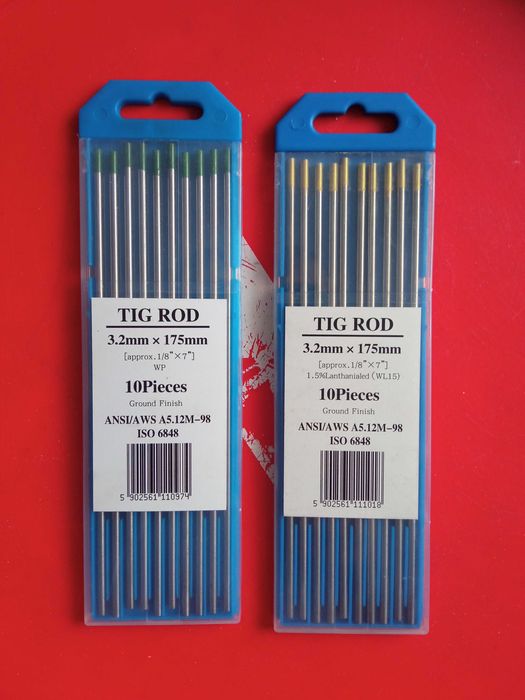 TIG ROD
3.2mm × 175mm
[approx.1/8"×7"]
WP
10Pieces
Ground Finish
ANSI/AWS A5.12M-98
ISO 6848
5 902561 110974
TIG ROD
3.2mm × 175mm
[approx.1/8"×7"]
1.5%Lanthanialed (WL15)
10Pieces
Ground Finish
ANSI/AWS A5.12M-98
ISO 6848
5 902561 111018